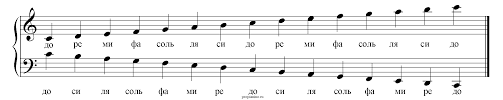 до ре ми фа соль ля си до ре ми фа соль ля си до
до си ля соль фа ми ре до си ля соль фа ми ре до